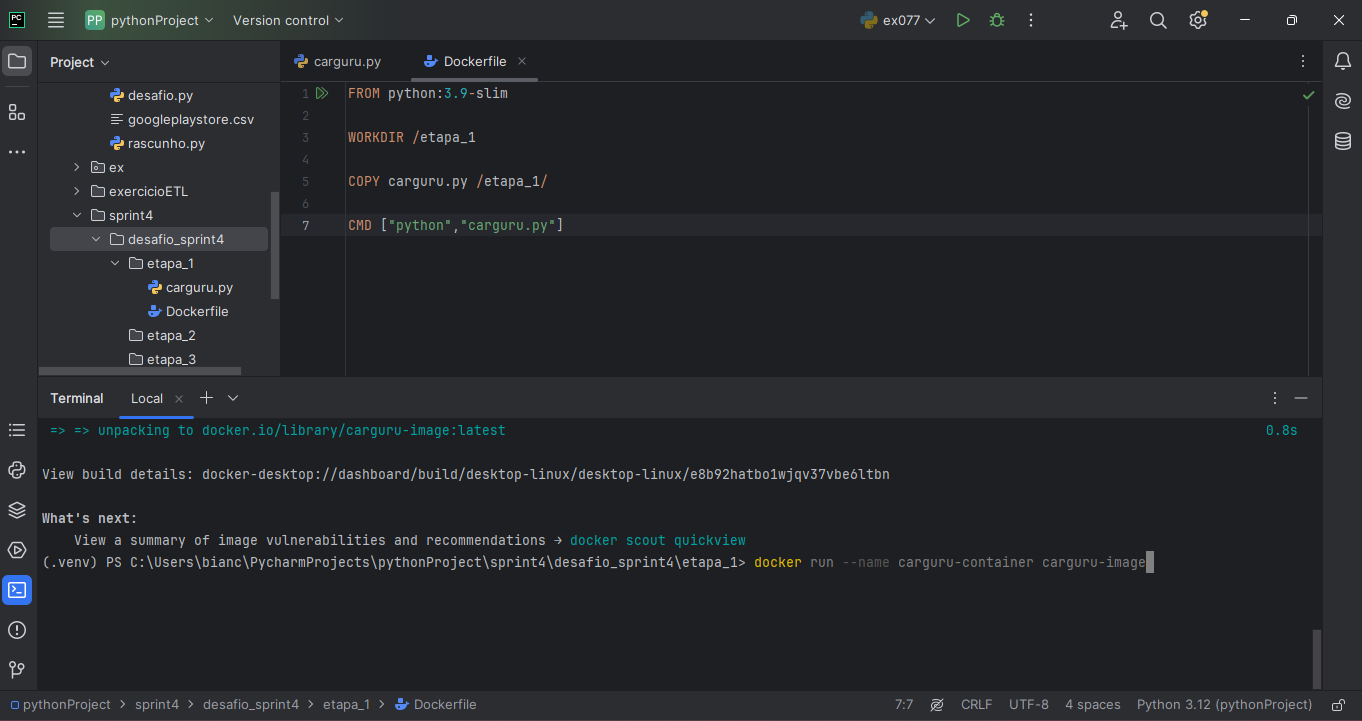 PC
PP pythonProject Version control ex077
Project
carguru.py Dockerfile
desafio.py
googleplaystore.csv
rascunho.py
ex
exercicioETL
sprint4
desafio_sprint4
etapa_1
carguru.py
Dockerfile
etapa_2
etapa_3
1 FROM python:3.9-slim
2
3 WORKDIR /etapa_1
4
5 COPY carguru.py /etapa_1/
6
7 CMD ["python","carguru.py"]
Terminal Local
=> => unpacking to docker.io/library/carguru-image:latest 0.8s
View build details: docker-desktop://dashboard/build/desktop-linux/desktop-linux/e8b92hatbo1wjqv37vbe6ltbn
What's next:
View a summary of image vulnerabilities and recommendations → docker scout quickview
(.venv) PS C:\Users\bianc\PycharmProjects\pythonProject\sprint4\desafio_sprint4\etapa_1> docker run --name carguru-container carguru-image
pythonProject > sprint4 > desafio_sprint4 > etapa_1 > Dockerfile 7:7 CRLF UTF-8 4 spaces Python 3.12 (pythonProject)